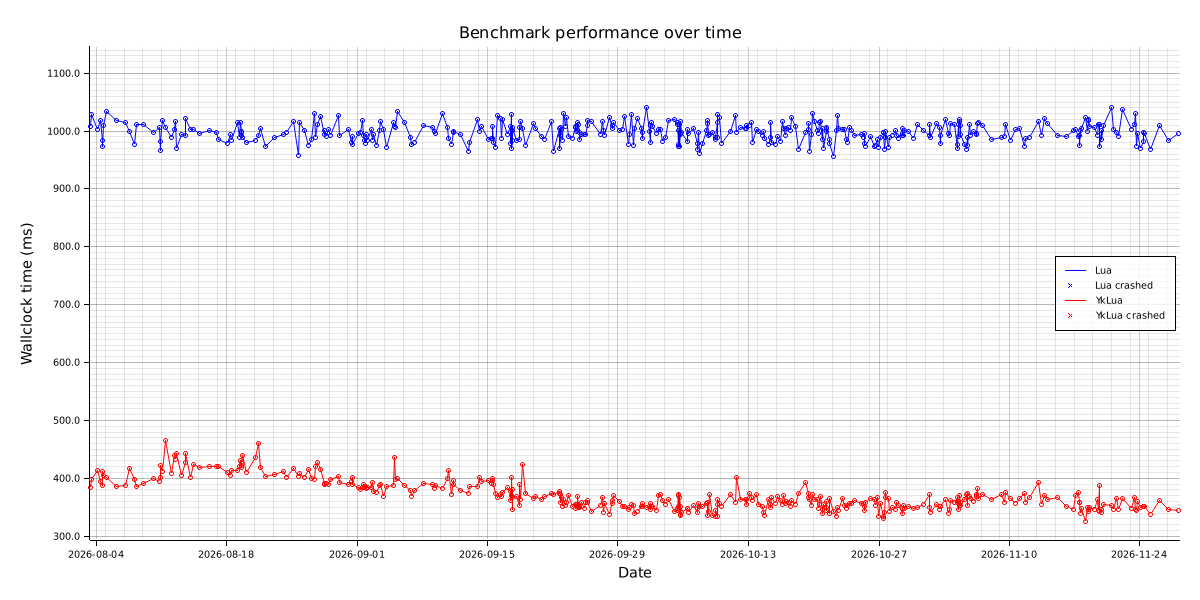 Benchmark performance over time
Wallclock time (ms)
1100.0
1000.0
900.0
800.0
700.0
600.0
500.0
400.0
300.0
Lua
Lua crashed
YkLua
YkLua crashed
2026-08-04 2026-08-18 2026-09-01 2026-09-15 2026-09-29 2026-10-13 2026-10-27 2026-11-10 2026-11-24
Date